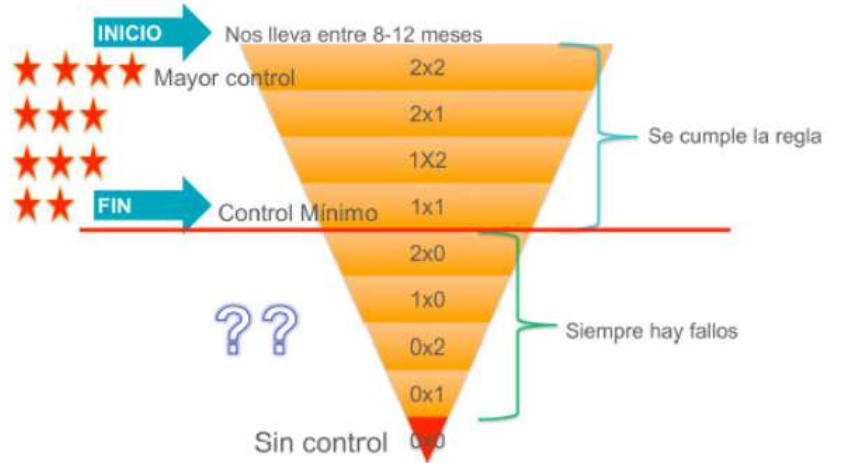 INICIO
Nos lleva entre 8-12 meses
Mayor control
2x2
2x1
Se cumple la regla
1X2
FIN
Control Mínimo
1x1
2x0
1x0
??
Siempre hay fallos
0x2
0x1
Sin control
0x0